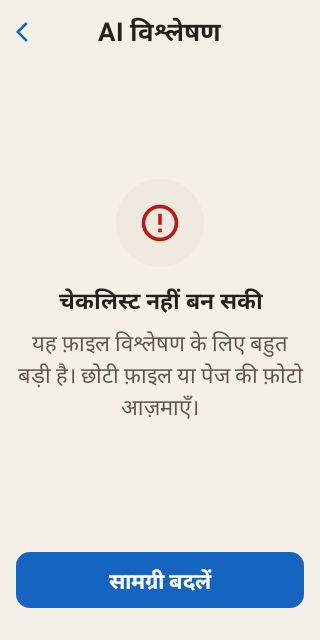 AI विश्लेषण
चेकलिस्ट नहीं बन सकी
यह फ़ाइल विश्लेषण के लिए बहुत
बड़ी है। छोटी फ़ाइल या पेज की फ़ोटो
आज़माएँ।
सामग्री बदलें